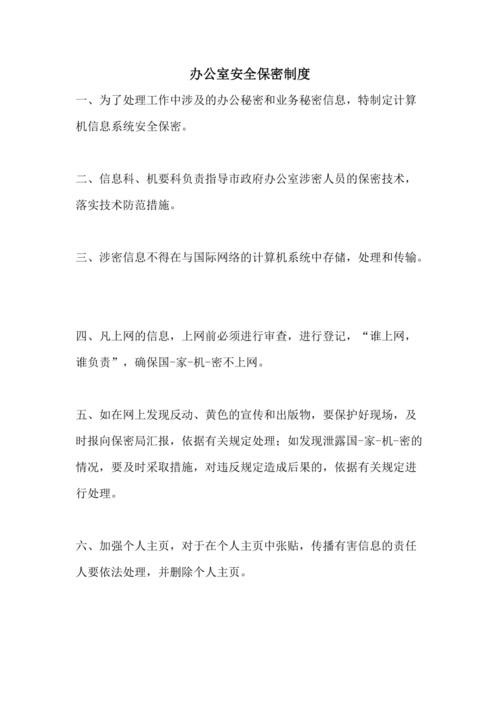 办公室安全保密制度
一、为了处理工作中涉及的办公秘密和业务秘密信息，特制定计算
机信息系统安全保密。
二、信息科、机要科负责指导市政府办公室涉密人员的保密技术，
落实技术防范措施。
三、涉密信息不得在与国际网络的计算机系统中存储，处理和传输。
四、凡上网的信息，上网前必须进行审查，进行登记，“谁上网，
谁负责”，确保国-家-机-密不上网。
五、如在网上发现反动、黄色的宣传和出版物，要保护好现场，及
时报向保密局汇报，依据有关规定处理；如发现泄露国-家-机-密的
情况，要及时采取措施，对违反规定造成后果的，依据有关规定进
行处理。
六、加强个人主页，对于在个人主页中张贴，传播有害信息的责任
人要依法处理，并删除个人主页。